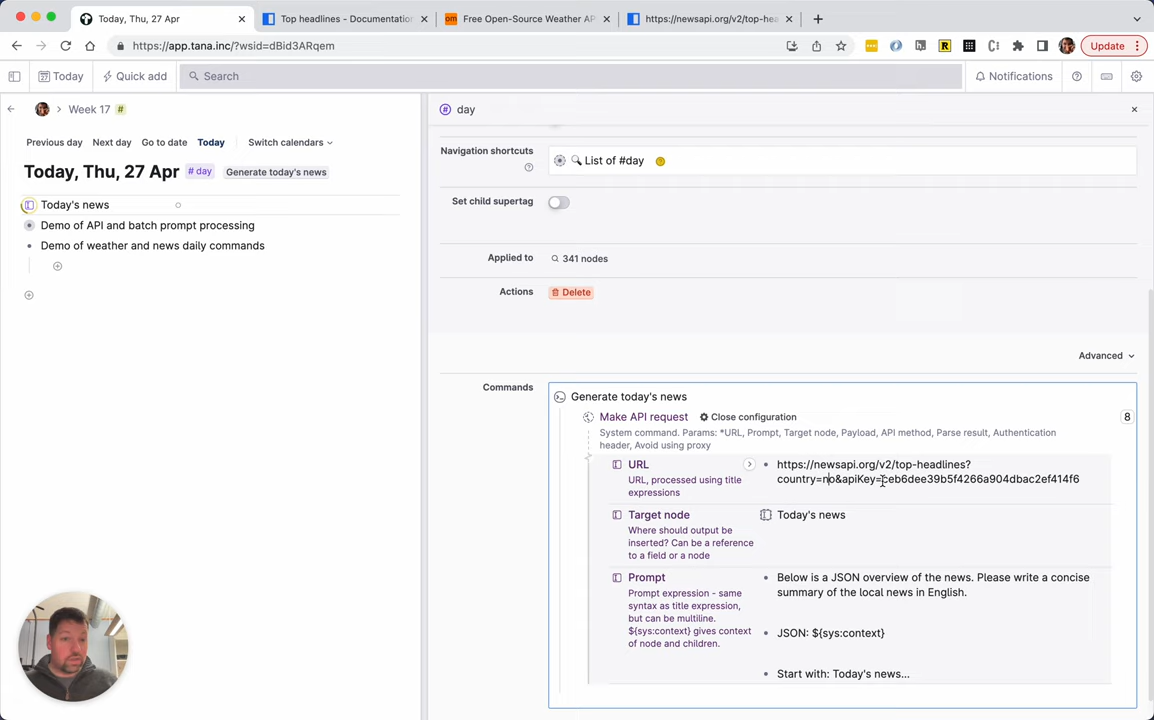 Today, Thu, 27 Apr
Top headlines - Documentation
Free Open-Source Weather AP
https://newsapi.org/v2/top-hea
https://app.tana.inc/?wsid=dBid3ARqem
Update
Today
Quick add
Search
Notifications
Week 17 #
# day
Previous day
Next day
Go to date
Today
Switch calendars
Today, Thu, 27 Apr
# day
Generate today's news
Today's news
Demo of API and batch prompt processing
Demo of weather and news daily commands
Navigation shortcuts
List of #day
Set child supertag
Applied to
341 nodes
Actions
Delete
Advanced
Commands
Generate today's news
Make API request
Close configuration
8
System command. Params: *URL, Prompt, Target node, Payload, API method, Parse result, Authentication
header, Avoid using proxy
URL
URL, processed using title
expressions
https://newsapi.org/v2/top-headlines?
country=no&apiKey=ceb6dee39b5f4266a904dbac2ef414f6
Target node
Where should output be
inserted? Can be a reference
to a field or a node
Today's news
Prompt
Prompt expression - same
syntax as title expression,
but can be multiline.
${sys:context} gives context
of node and children.
Below is a JSON overview of the news. Please write a concise
summary of the local news in English.
JSON: ${sys:context}
Start with: Today's news...